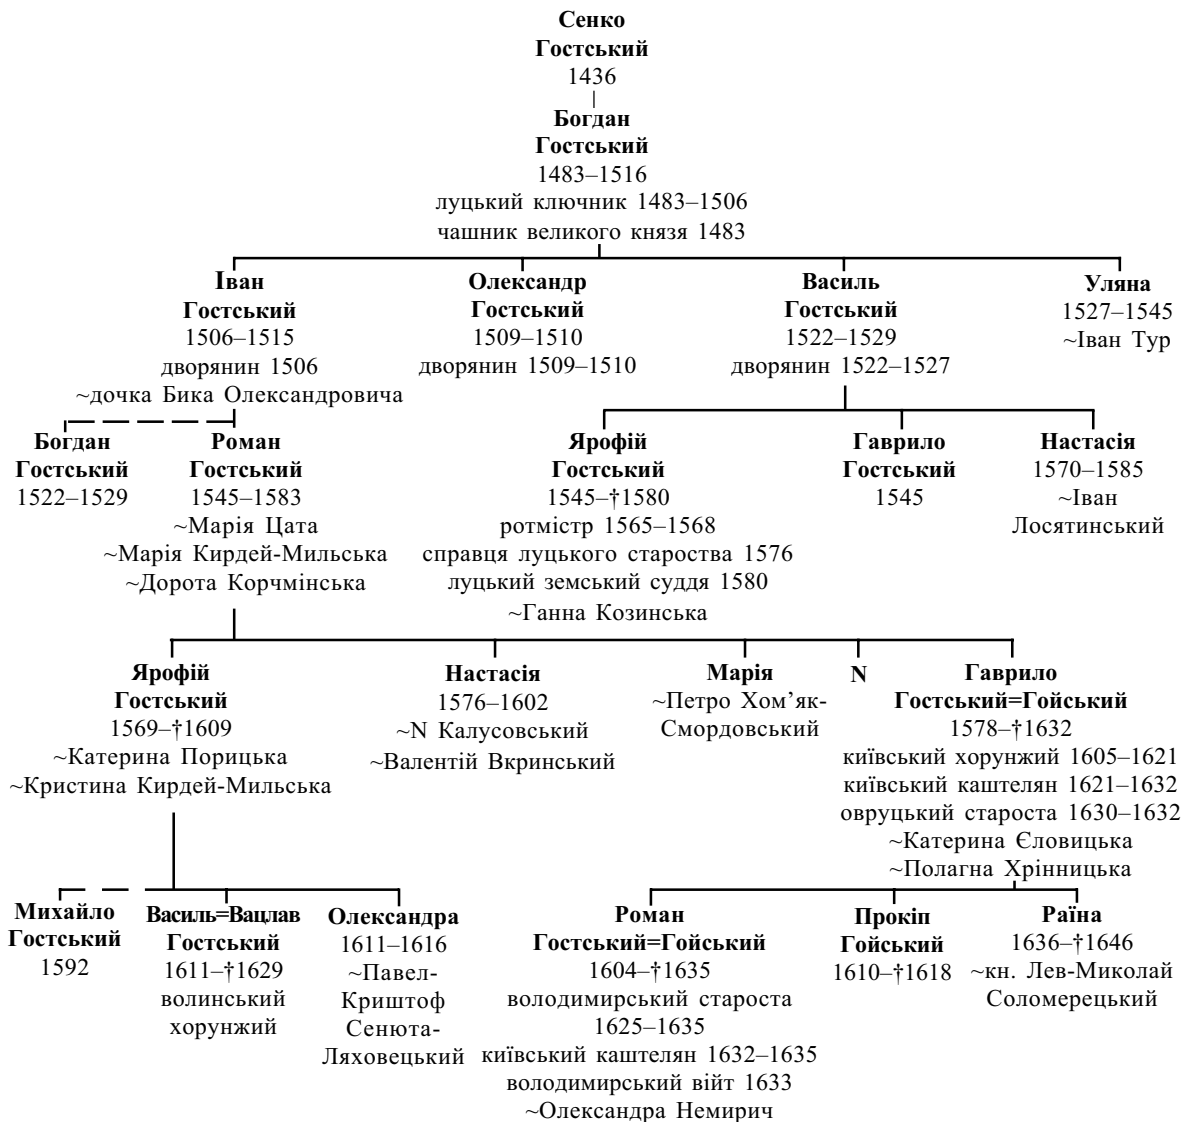 Сенко
Гостський
1436
Богдан
Гостський
1483–1516
луцький ключник 1483–1506
чашник великого князя 1483
Іван
Гостський
1506–1515
дворянин 1506
~дочка Бика Олександровича
Олександр
Гостський
1509–1510
дворянин 1509–1510
Василь
Гостський
1522–1529
дворянин 1522–1527
Уляна
1527–1545
~Іван Тур
Богдан
Гостський
1522–1529
Роман
Гостський
1545–1583
~Марія Цата
~Марія Кирдей-Мильська
~Дорота Корчмінська
Ярофій
Гостський
1545–†1580
ротмістр 1565–1568
справця луцького староства 1576
луцький земський суддя 1580
~Ганна Козинська
Гаврило
Гостський
1545
Настасія
1570–1585
~Іван
Лосятинський
Ярофій
Гостський
1569–†1609
~Катерина Порицька
~Кристина Кирдей-Мильська
Настасія
1576–1602
~N Калусовський
~Валентій Вкринський
Марія
~Петро Хом’як-
Смордовський
N
Гаврило
Гостський=Гойський
1578–†1632
київський хорунжий 1605–1621
київський каштелян 1621–1632
овруцький староста 1630–1632
~Катерина Єловицька
~Полагна Хрінницька
Михайло
Гостський
1592
Василь=Вацлав
Гостський
1611–†1629
волинський
хорунжий
Олександра
1611–1616
~Павел-
Криштоф
Сенюта-
Ляховецький
Роман
Гостський=Гойський
1604–†1635
володимирський староста
1625–1635
київський каштелян 1632–1635
володимирський війт 1633
~Олександра Немирич
Прокіп
Гойський
1610–†1618
Раїна
1636–†1646
~кн. Лев-Миколай
Соломерецький